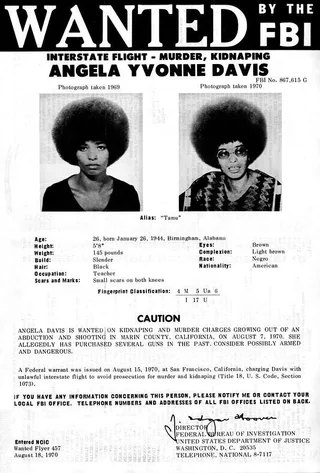 WANTED BY THE FBI
INTERSTATE FLIGHT - MURDER, KIDNAPING
ANGELA YVONNE DAVIS
FBI No. 867,615 G
Photograph taken 1969
Photograph taken 1970
Alias: "Tamu"
Age: 26, born January 26, 1944, Birmingham, Alabama
Height: 5'8"
Weight: 145 pounds
Build: Slender
Hair: Black
Occupation: Teacher
Scars and Marks: Small scars on both knees
Eyes: Brown
Complexion: Light brown
Race: Negro
Nationality: American
Fingerprint Classification: 4 M 5 Ua 6
I 17 U
CAUTION
ANGELA DAVIS IS WANTED ON KIDNAPING AND MURDER CHARGES GROWING OUT OF AN
ABDUCTION AND SHOOTING IN MARIN COUNTY, CALIFORNIA, ON AUGUST 7, 1970. SHE
ALLEGEDLY HAS PURCHASED SEVERAL GUNS IN THE PAST. CONSIDER POSSIBLY ARMED
AND DANGEROUS.
A Federal warrant was issued on August 15, 1970, at San Francisco, California, charging Davis with
unlawful interstate flight to avoid prosecution for murder and kidnaping (Title 18, U. S. Code, Section
1073).
IF YOU HAVE ANY INFORMATION CONCERNING THIS PERSON, PLEASE NOTIFY ME OR CONTACT YOUR
LOCAL FBI OFFICE. TELEPHONE NUMBERS AND ADDRESSES OF ALL FBI OFFICES LISTED ON BACK.
J. Edgar Hoover
DIRECTOR
FEDERAL BUREAU OF INVESTIGATION
UNITED STATES DEPARTMENT OF JUSTICE
WASHINGTON, D. C. 20535
TELEPHONE, NATIONAL 8-7117
Entered NCIC
Wanted Flyer 457
August 18, 1970